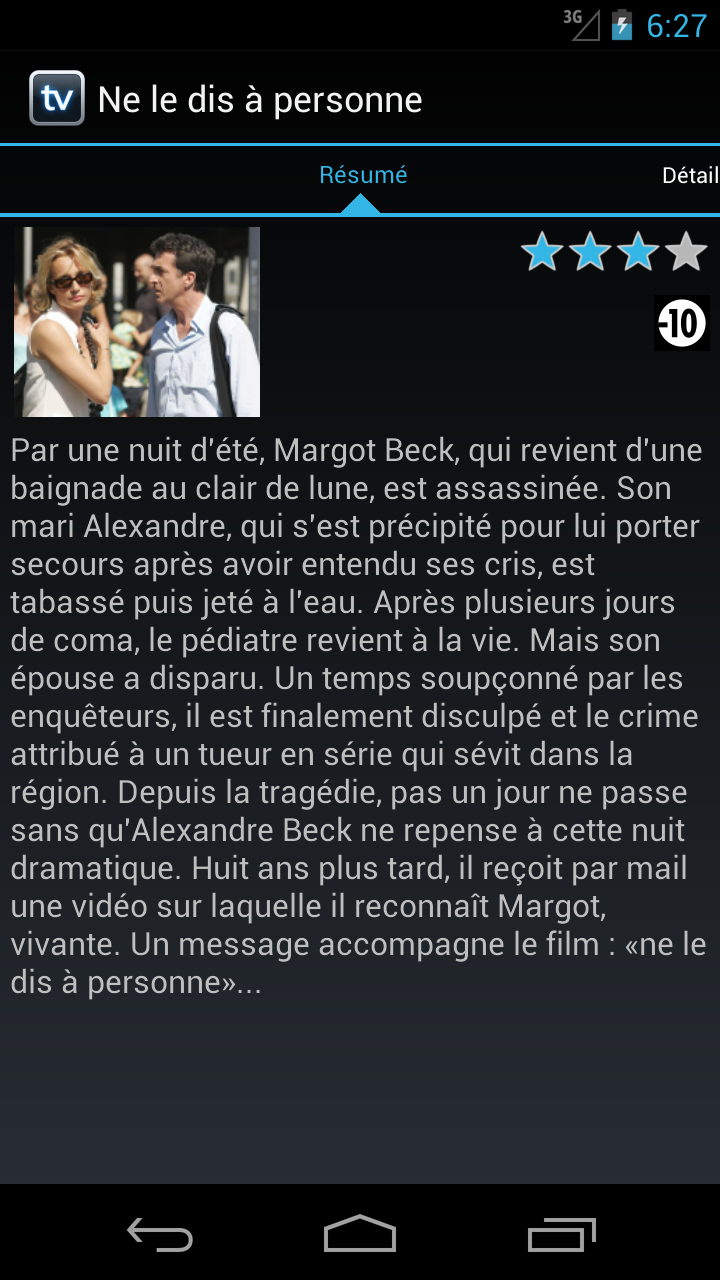 3G 6:27
tv Ne le dis à personne
Résumé Détail
-10
Par une nuit d'été, Margot Beck, qui revient d'une
baignade au clair de lune, est assassinée. Son
mari Alexandre, qui s'est précipité pour lui porter
secours après avoir entendu ses cris, est
tabassé puis jeté à l'eau. Après plusieurs jours
de coma, le pédiatre revient à la vie. Mais son
épouse a disparu. Un temps soupçonné par les
enquêteurs, il est finalement disculpé et le crime
attribué à un tueur en série qui sévit dans la
région. Depuis la tragédie, pas un jour ne passe
sans qu'Alexandre Beck ne repense à cette nuit
dramatique. Huit ans plus tard, il reçoit par mail
une vidéo sur laquelle il reconnaît Margot,
vivante. Un message accompagne le film : «ne le
dis à personne»...